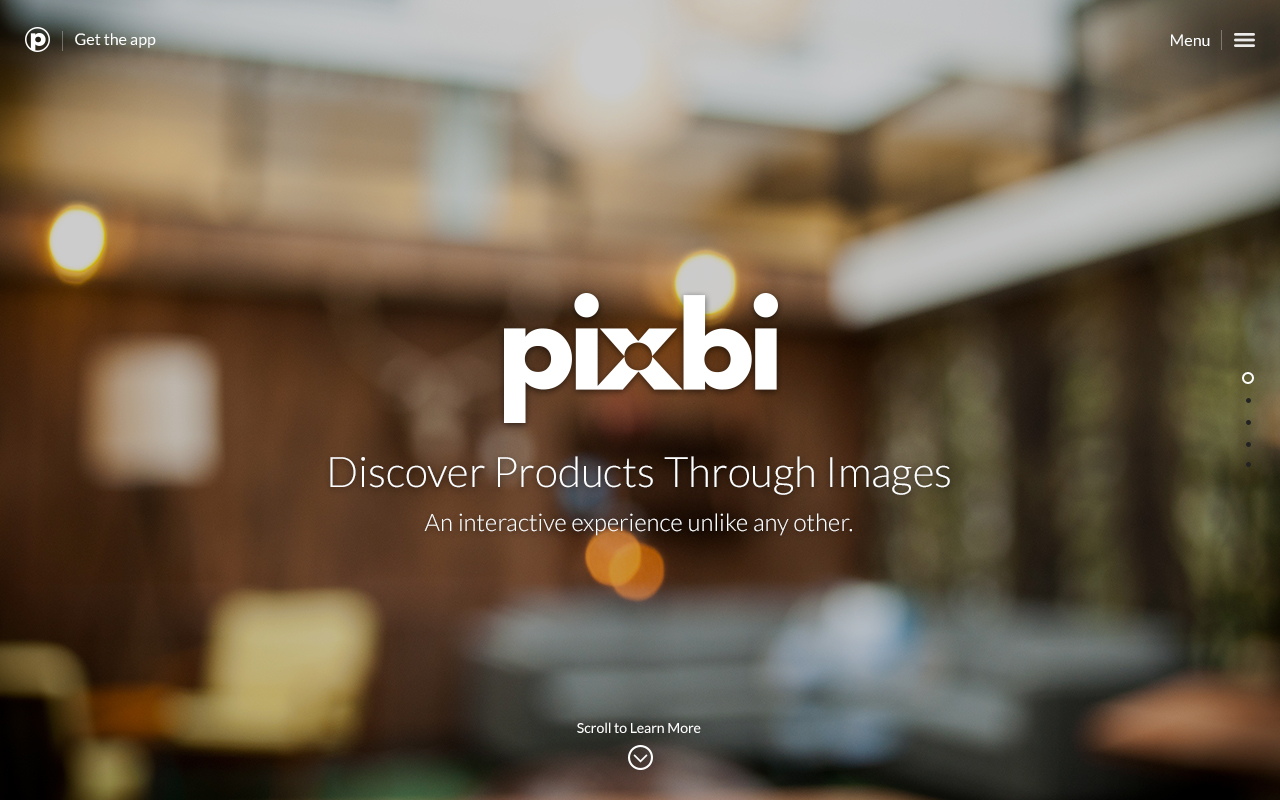 Get the app
Menu
pixbi
Discover Products Through Images
An interactive experience unlike any other.
Scroll to Learn More